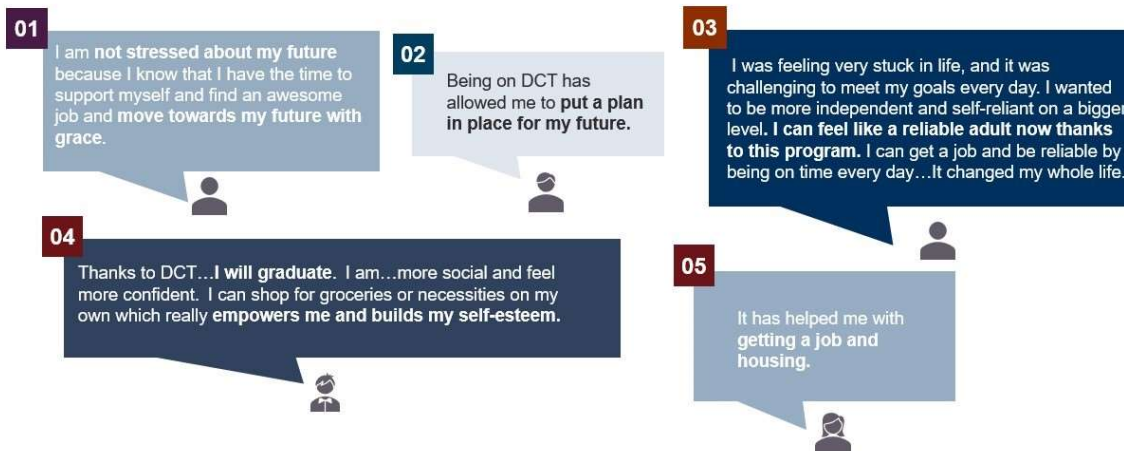 01
I am not stressed about my future
because I know that I have the time to
support myself and find an awesome
job and move towards my future with
grace.
02
Being on DCT has
allowed me to put a plan
in place for my future.
03
I was feeling very stuck in life, and it was
challenging to meet my goals every day. I wanted
to be more independent and self-reliant on a bigger
level. I can feel like a reliable adult now thanks
to this program. I can get a job and be reliable by
being on time every day…It changed my whole life.
04
Thanks to DCT…I will graduate. I am…more social and feel
more confident. I can shop for groceries or necessities on my
own which really empowers me and builds my self-esteem.
05
It has helped me with
getting a job and
housing.